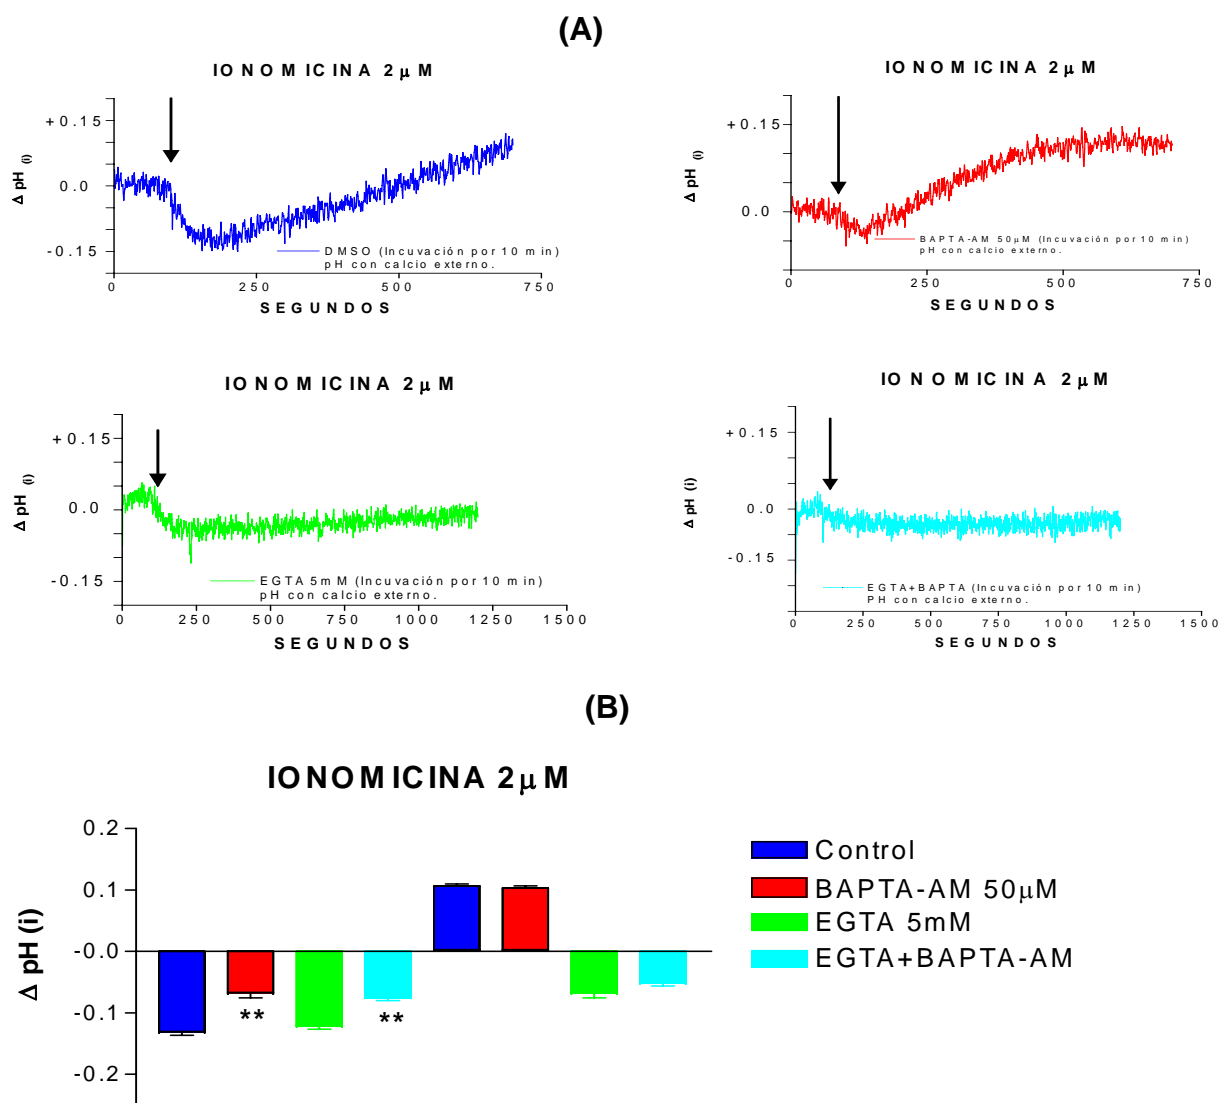 (A)
IONOMICINA 2μM
+0.15
0.0
-0.15
Δ pH (i)
DMSO (Incuvación por 10 min)
pH con calcio externo.
0 250 500 750
SEGUNDOS
IONOMICINA 2μM
+0.15
0.0
Δ pH (i)
BAPTA-AM 50μM (Incuvación por 10 min)
pH con calcio externo.
0 250 500 750
SEGUNDOS
IONOMICINA 2μM
+0.15
0.0
-0.15
Δ pH (i)
EGTA 5mM (Incuvación por 10 min)
pH con calcio externo.
0 250 500 750 1000 1250 1500
SEGUNDOS
IONOMICINA 2μM
+0.15
0.0
-0.15
Δ pH (i)
EGTA+BAPTA (Incuvación por 10 min)
PH con calcio externo.
0 250 500 750 1000 1250 1500
SEGUNDOS
(B)
IONOMICINA 2μM
0.2
0.1
-0.0
-0.1
-0.2
Δ pH (i)
** **
Control
BAPTA-AM 50μM
EGTA 5mM
EGTA+BAPTA-AM